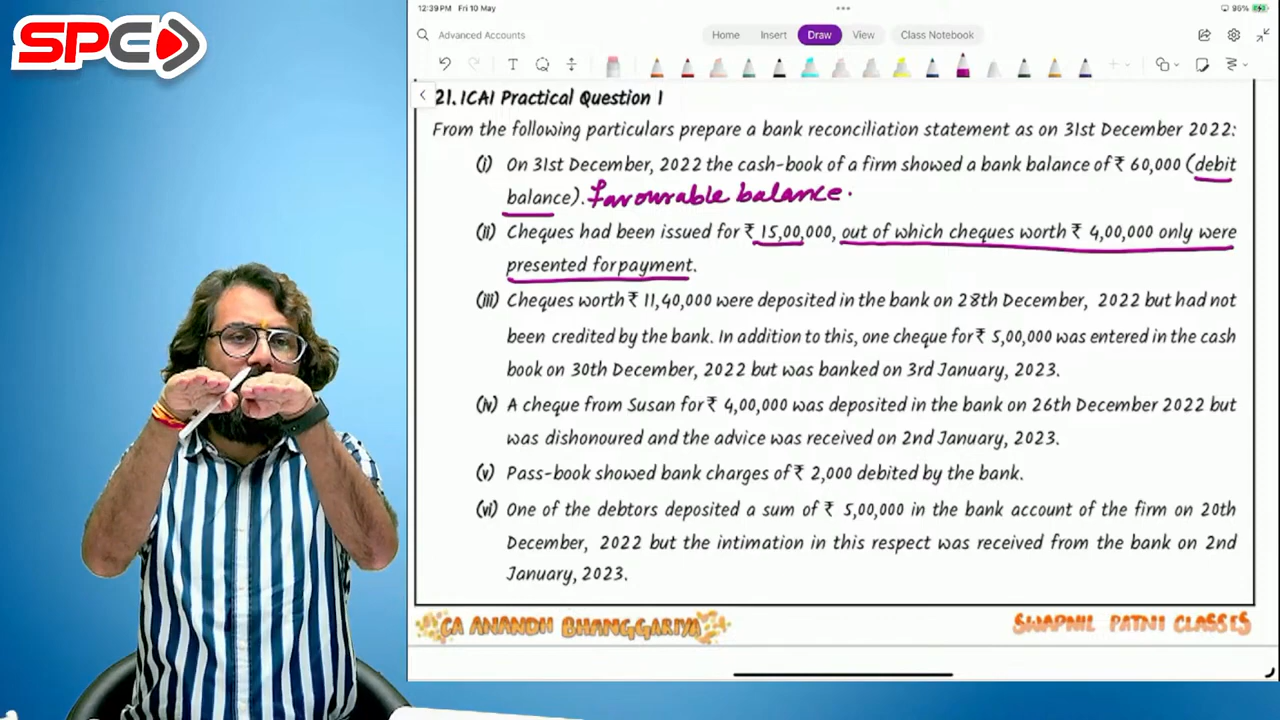 SPC
12:39PM Fri 10 May
96%
Advanced Accounts
Home Insert Draw View Class Notebook
21. ICAI Practical Question 1
From the following particulars prepare a bank reconciliation statement as on 31st December 2022:
(i) On 31st December, 2022 the cash-book of a firm showed a bank balance of ₹ 60,000 (debit
balance). favourable balance.
(ii) Cheques had been issued for ₹ 15,00,000, out of which cheques worth ₹ 4,00,000 only were
presented for payment.
(iii) Cheques worth ₹ 11,40,000 were deposited in the bank on 28th December, 2022 but had not
been credited by the bank. In addition to this, one cheque for ₹ 5,00,000 was entered in the cash
book on 30th December, 2022 but was banked on 3rd January, 2023.
(iv) A cheque from Susan for ₹ 4,00,000 was deposited in the bank on 26th December 2022 but
was dishonoured and the advice was received on 2nd January, 2023.
(v) Pass-book showed bank charges of ₹ 2,000 debited by the bank.
(vi) One of the debtors deposited a sum of ₹ 5,00,000 in the bank account of the firm on 20th
December, 2022 but the intimation in this respect was received from the bank on 2nd
January, 2023.
CA ANANDH BHANGGARIYA
SWAPNIL PATNI CLASSES